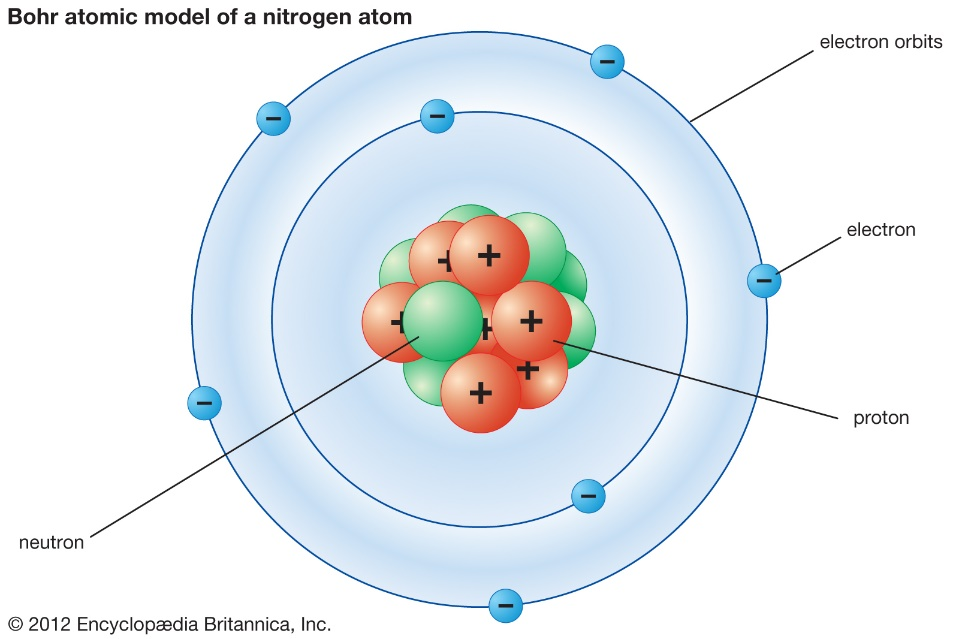 Bohr atomic model of a nitrogen atom
electron orbits
electron
proton
neutron
© 2012 Encyclopædia Britannica, Inc.